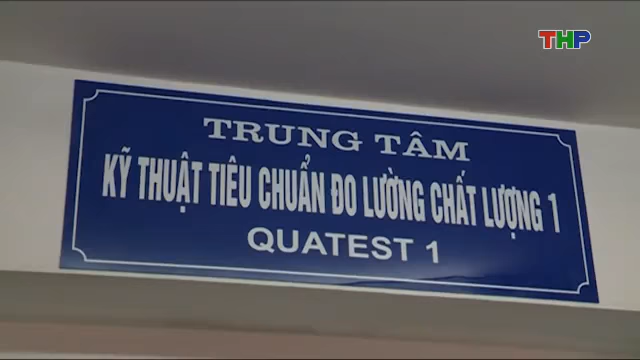 THP
TRUNG TÂM
KỸ THUẬT TIÊU CHUẨN ĐO LƯỜNG CHẤT LƯỢNG 1
QUATEST 1